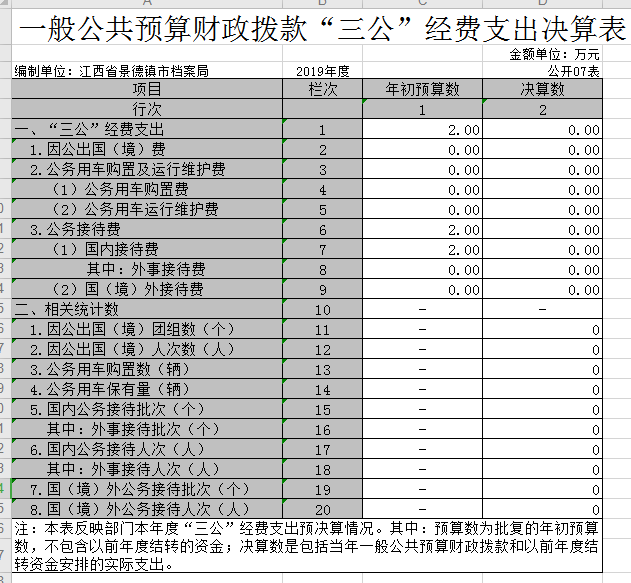 一般公共预算财政拨款“三公”经费支出决算表
金额单位：万元
编制单位：江西省景德镇市档案局 2019年度 公开07表
项目 栏次 年初预算数 决算数
行次 1 2
一、“三公”经费支出 1 2.00 0.00
1.因公出国（境）费 2 0.00 0.00
2.公务用车购置及运行维护费 3 0.00 0.00
（1）公务用车购置费 4 0.00 0.00
（2）公务用车运行维护费 5 0.00 0.00
3.公务接待费 6 2.00 0.00
（1）国内接待费 7 2.00 0.00
其中：外事接待费 8 0.00 0.00
（2）国（境）外接待费 9 0.00 0.00
二、相关统计数 10 － －
1.因公出国（境）团组数（个） 11 － 0
2.因公出国（境）人次数（人） 12 － 0
3.公务用车购置数（辆） 13 － 0
4.公务用车保有量（辆） 14 － 0
5.国内公务接待批次（个） 15 － 0
其中：外事接待批次（个） 16 － 0
6.国内公务接待人次（人） 17 － 0
其中：外事接待人次（人） 18 － 0
7.国（境）外公务接待批次（个） 19 － 0
8.国（境）外公务接待人次（人） 20 － 0
注：本表反映部门本年度“三公”经费支出预决算情况。其中：预算数为批复的年初预算
数，不包含以前年度结转的资金；决算数是包括当年一般公共预算财政拨款和以前年度结
转资金安排的实际支出。